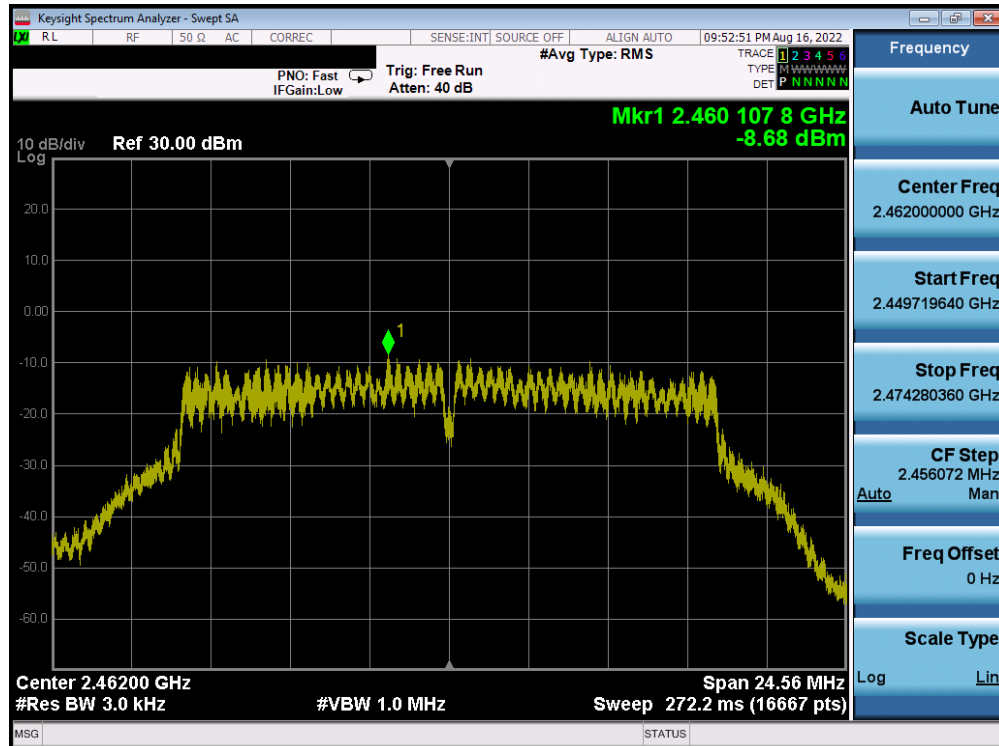 Keysight Spectrum Analyzer - Swept SA
LXI RL RF 50 Ω AC CORREC SENSE:INT SOURCE OFF ALIGN AUTO 09:52:51 PM Aug 16, 2022
#Avg Type: RMS TRACE 1 2 3 4 5 6
PNO: Fast Trig: Free Run TYPE M W W W W W
IFGain:Low Atten: 40 dB DET P N N N N N
Mkr1 2.460 107 8 GHz
10 dB/div Ref 30.00 dBm -8.68 dBm
Log
1
20.0
10.0
0.00
-10.0
-20.0
-30.0
-40.0
-50.0
-60.0
Center 2.46200 GHz Span 24.56 MHz
#Res BW 3.0 kHz #VBW 1.0 MHz Sweep 272.2 ms (16667 pts)
MSG STATUS
Frequency
Auto Tune
Center Freq
2.462000000 GHz
Start Freq
2.449719640 GHz
Stop Freq
2.474280360 GHz
CF Step
2.456072 MHz
Auto Man
Freq Offset
0 Hz
Scale Type
Log Lin